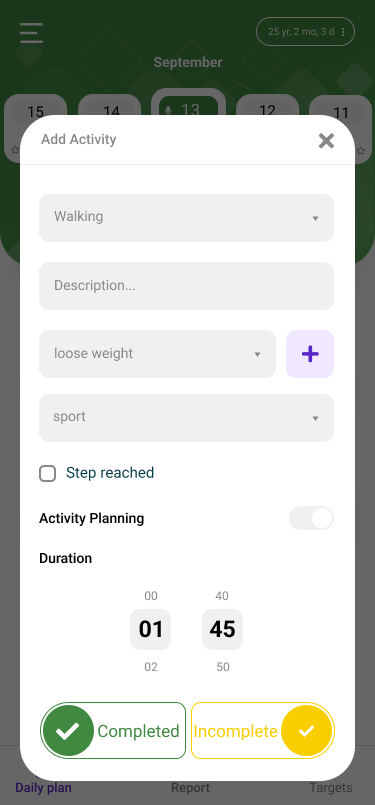 25 yr, 2 mo, 3 d
September
15 14 13 12 11
Add Activity
Walking
Description...
loose weight
sport
Step reached
Activity Planning
Duration
00 40
01 45
02 50
Completed Incomplete
Daily plan Report Targets